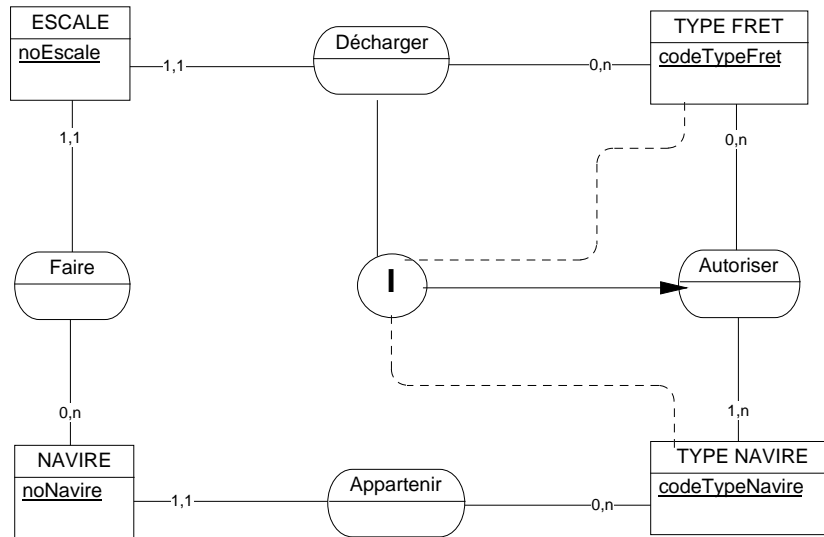 ESCALE
noEscale
1,1
Décharger
0,n
TYPE FRET
codeTypeFret
1,1
0,n
Faire
I
Autoriser
0,n
1,n
NAVIRE
noNavire
1,1
Appartenir
0,n
TYPE NAVIRE
codeTypeNavire